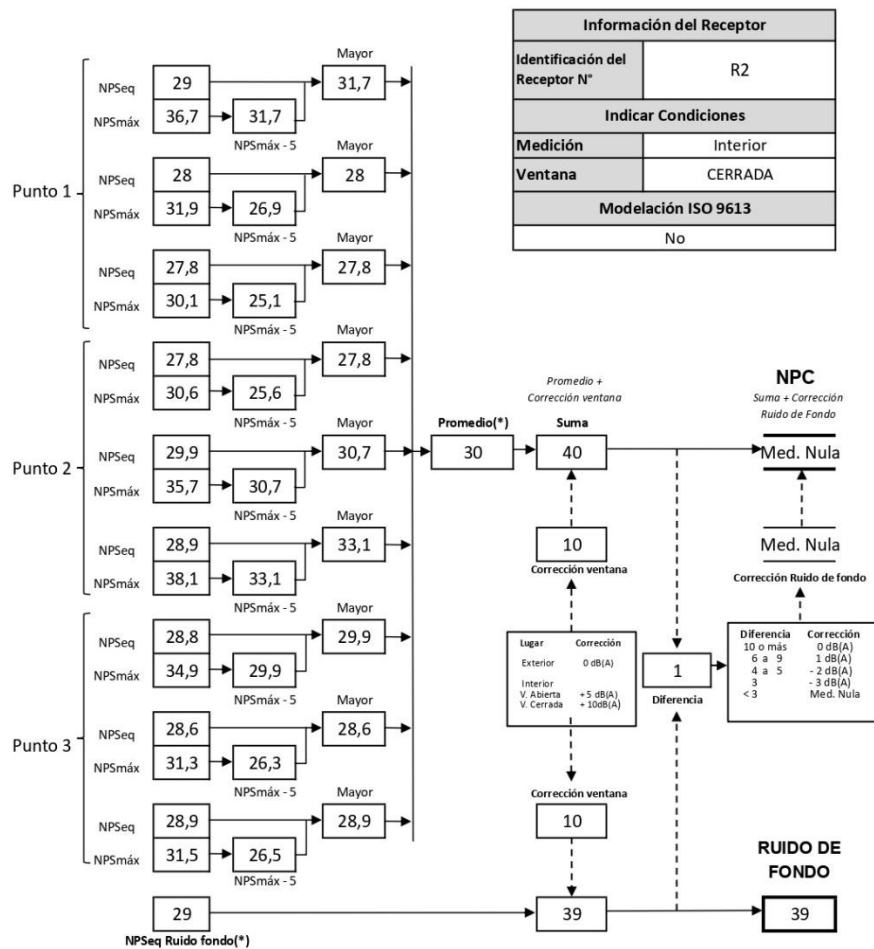 Información del Receptor
Identificación del Receptor N° R2
Indicar Condiciones
Medición Interior
Ventana CERRADA
Modelación ISO 9613
No
Punto 1
Mayor
NPSeq 29 31,7
NPSmáx 36,7 31,7
NPSmáx - 5
Mayor
NPSeq 28 28
NPSmáx 31,9 26,9
NPSmáx - 5
Mayor
NPSeq 27,8 27,8
NPSmáx 30,1 25,1
NPSmáx - 5
Punto 2
Mayor
NPSeq 27,8 27,8
NPSmáx 30,6 25,6
NPSmáx - 5
Mayor
NPSeq 29,9 30,7
NPSmáx 35,7 30,7
NPSmáx - 5
Mayor
NPSeq 28,9 33,1
NPSmáx 38,1 33,1
NPSmáx - 5
Punto 3
Mayor
NPSeq 28,8 29,9
NPSmáx 34,9 29,9
NPSmáx - 5
Mayor
NPSeq 28,6 28,6
NPSmáx 31,3 26,3
NPSmáx - 5
Mayor
NPSeq 28,9 28,9
NPSmáx 31,5 26,5
NPSmáx - 5
29
NPSeq Ruido fondo(*)
Promedio(*)
30
Promedio +
Corrección ventana
Suma
40
10
Corrección ventana
Lugar Corrección
Exterior 0 dB(A)
Interior
V. Abierta + 5 dB(A)
V. Cerrada + 10dB(A)
Corrección ventana
10
39
1
Diferencia
NPC
Suma + Corrección
Ruido de Fondo
Med. Nula
Med. Nula
Corrección Ruido de fondo
Diferencia Corrección
10 o más 0 dB(A)
6 a 9 1 dB(A)
4 a 5 - 2 dB(A)
3 - 3 dB(A)
< 3 Med. Nula
RUIDO DE
FONDO
39